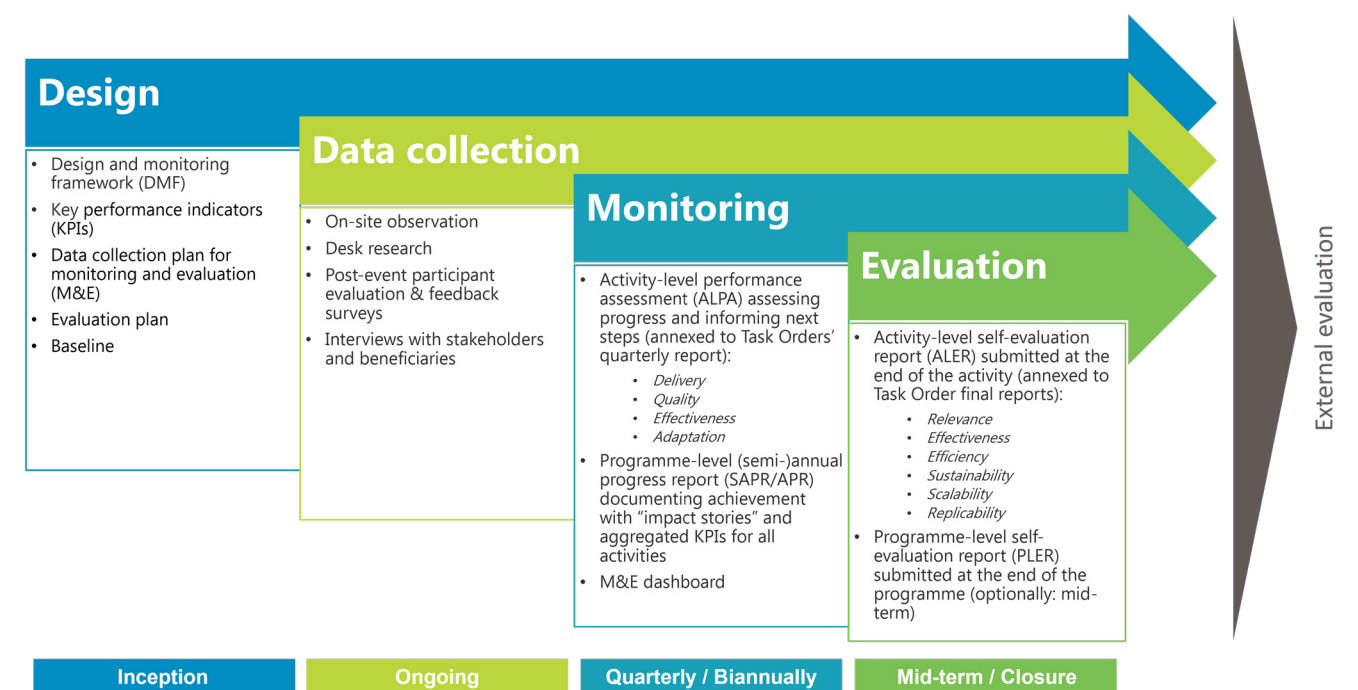 Design
• Design and monitoring
framework (DMF)
• Key performance indicators
(KPIs)
• Data collection plan for
monitoring and evaluation
(M&E)
• Evaluation plan
• Baseline
Data collection
• On-site observation
• Desk research
• Post-event participant
evaluation & feedback
surveys
• Interviews with stakeholders
and beneficiaries
Monitoring
• Activity-level performance
assessment (ALPA) assessing
progress and informing next
steps (annexed to Task Orders’
quarterly report):
• Delivery
• Quality
• Effectiveness
• Adaptation
• Programme-level (semi-)annual
progress report (SAPR/APR)
documenting achievement
with “impact stories” and
aggregated KPIs for all
activities
• M&E dashboard
Evaluation
• Activity-level self-evaluation
report (ALER) submitted at the
end of the activity (annexed to
Task Order final reports):
• Relevance
• Effectiveness
• Efficiency
• Sustainability
• Scalability
• Replicability
• Programme-level self-
evaluation report (PLER)
submitted at the end of the
programme (optionally: mid-
term)
External evaluation
Inception
Ongoing
Quarterly / Biannually
Mid-term / Closure